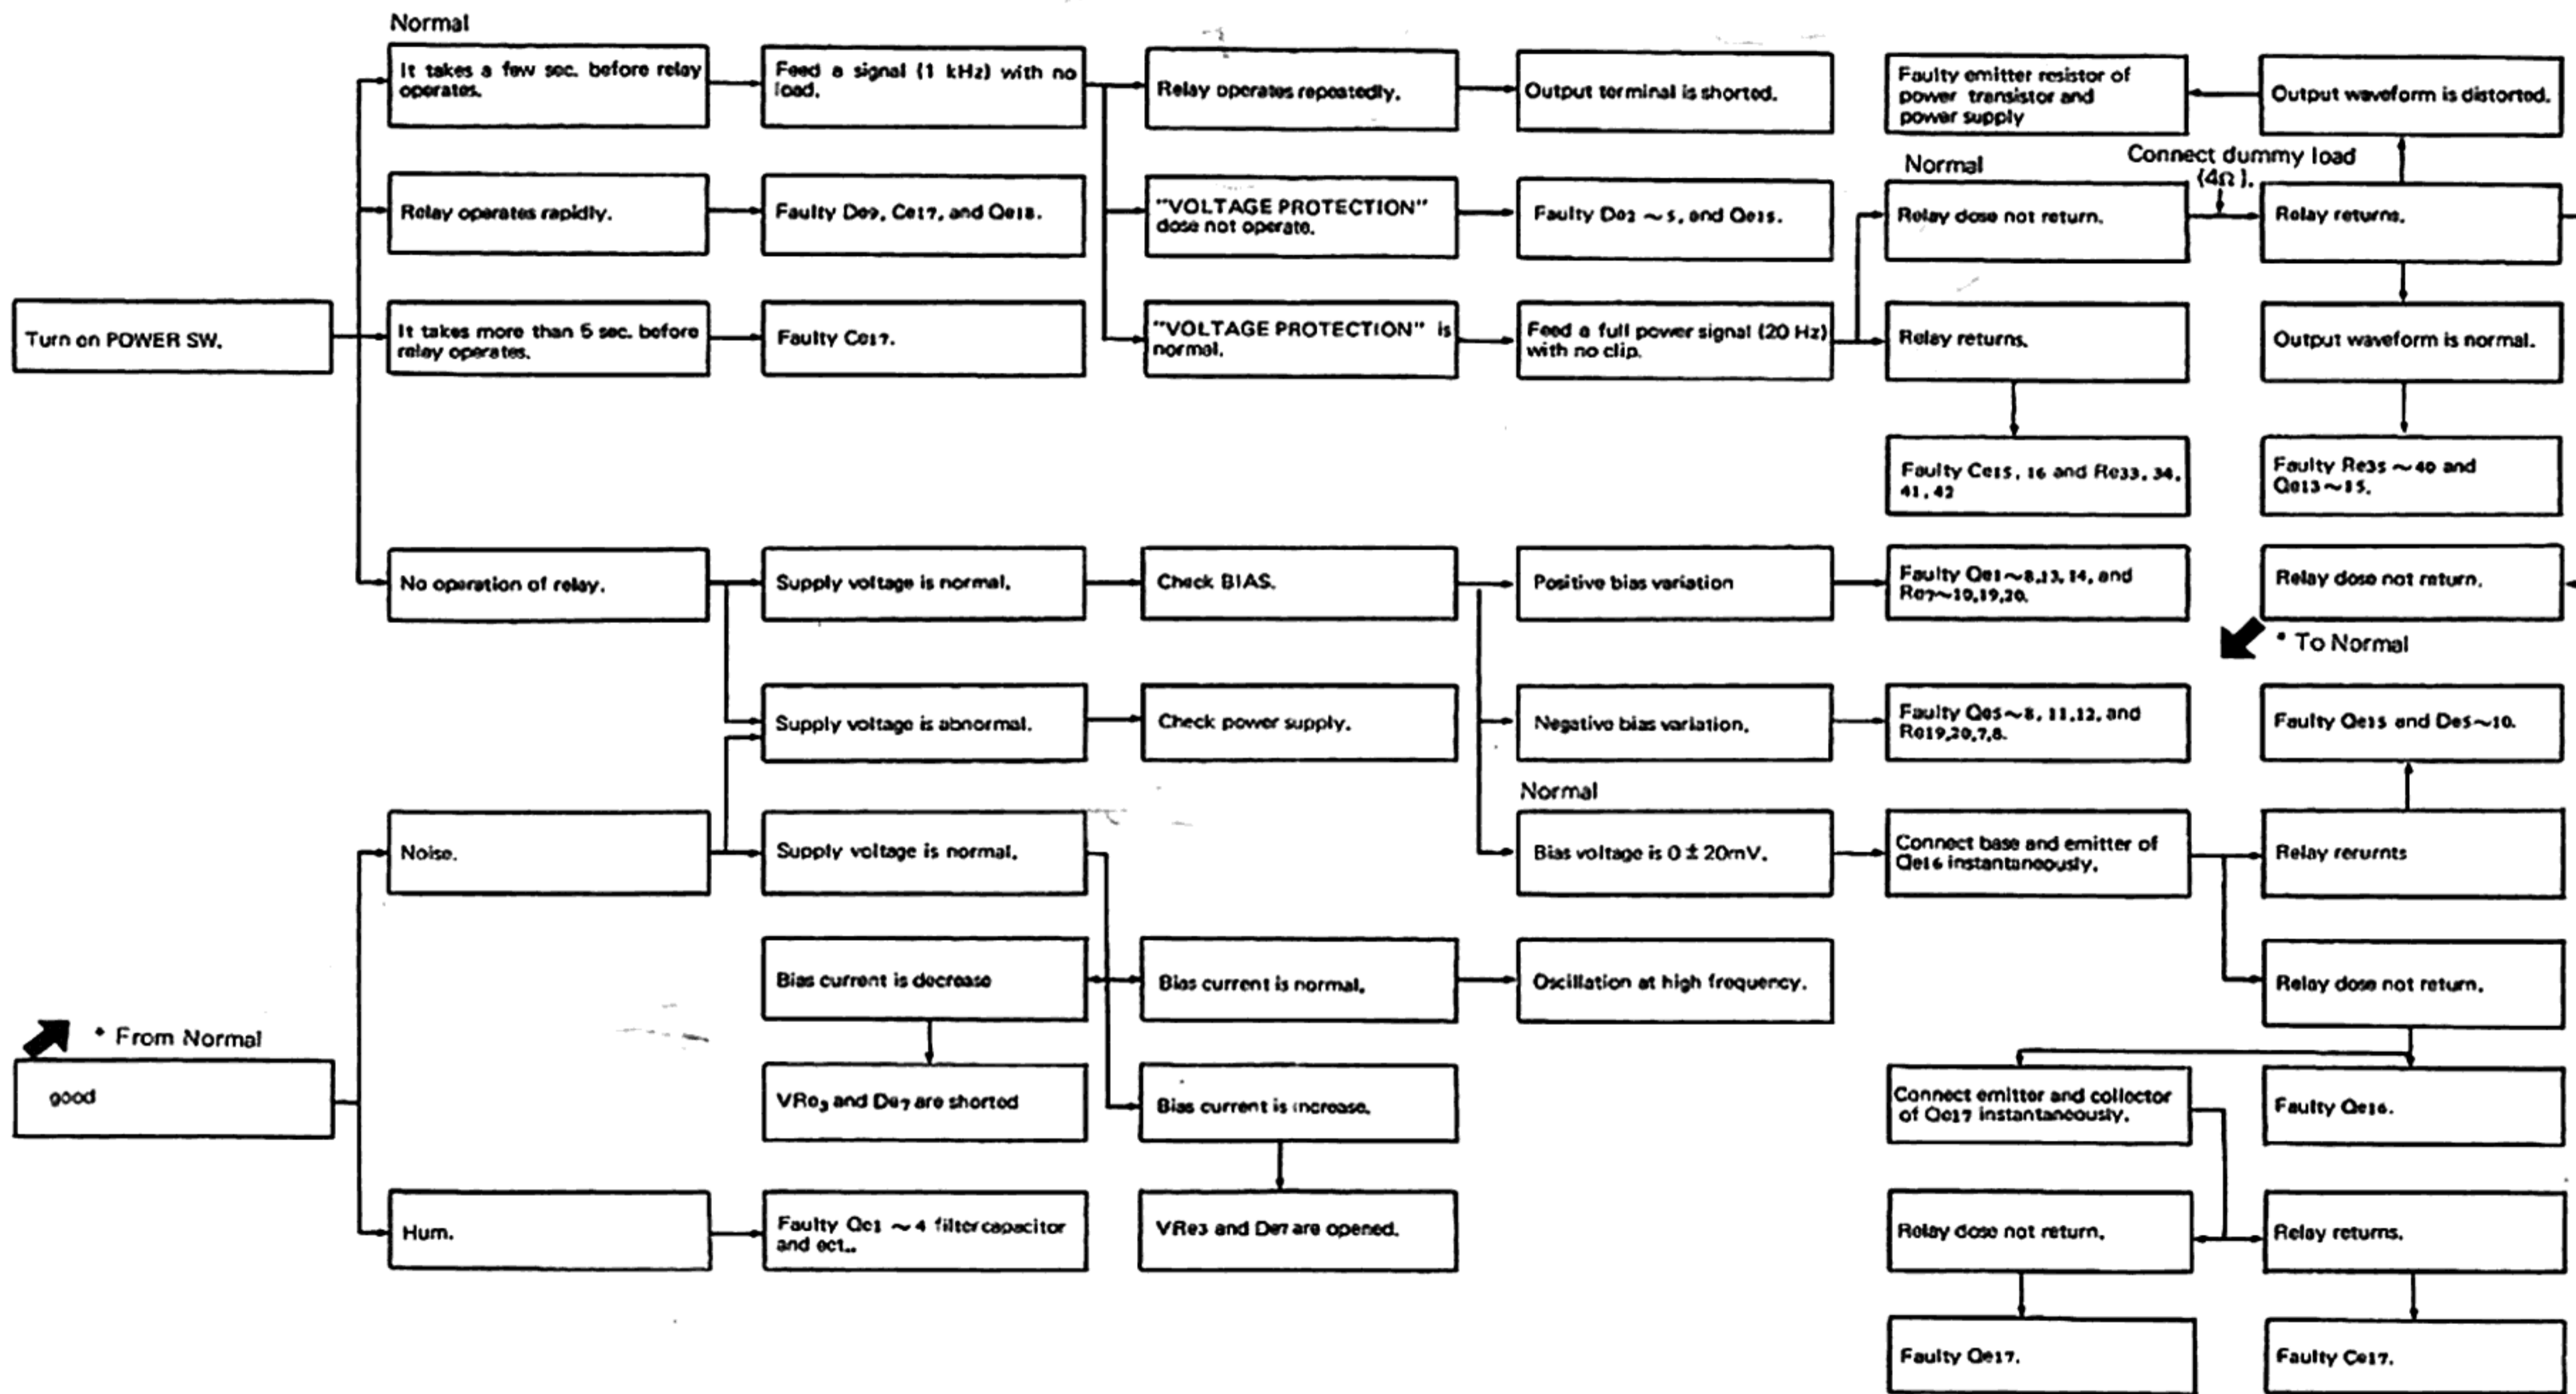 Normal
It takes a few sec. before relay
operates.
Feed a signal (1 kHz) with no
load.
Relay operates repeatedly.
Output terminal is shorted.
Faulty emitter resistor of
power transistor and
power supply
Output waveform is distorted.
Connect dummy load
(4Ω).
Normal
Relay operates rapidly.
Faulty De9, Ce17, and Qe18.
"VOLTAGE PROTECTION"
dose not operate.
Faulty De2 ~ 5, and Qe15.
Relay dose not return.
Relay returns.
Turn on POWER SW.
It takes more than 5 sec. before
relay operates.
Faulty Ce17.
"VOLTAGE PROTECTION" is
normal.
Feed a full power signal (20 Hz)
with no clip.
Relay returns.
Output waveform is normal.
Faulty Ce15, 16 and Re33, 34,
41, 42
Faulty Re35 ~ 40 and
Qe13 ~ 15.
No operation of relay.
Supply voltage is normal.
Check BIAS.
Positive bias variation
Faulty Qe1 ~ 8,13, 14, and
Re7 ~ 10,19,20.
Relay dose not return.
* To Normal
Supply voltage is abnormal.
Check power supply.
Negative bias variation.
Faulty Qe5 ~ 8, 11,12, and
Re19,20,7,8.
Faulty Qe15 and De5 ~ 10.
Normal
Noise.
Supply voltage is normal.
Bias voltage is 0 ± 20mV.
Connect base and emitter of
Qe16 instantaneously.
Relay rerurnts
Bias current is decrease
Bias current is normal.
Oscillation at high frequency.
Relay dose not return.
* From Normal
good
VRe3 and De7 are shorted
Bias current is increase.
Connect emitter and collector
of Qe17 instantaneously.
Faulty Qe16.
Hum.
Faulty Qe1 ~ 4 filter capacitor
and ect..
VRe3 and De7 are opened.
Relay dose not return.
Relay returns.
Faulty Qe17.
Faulty Ce17.